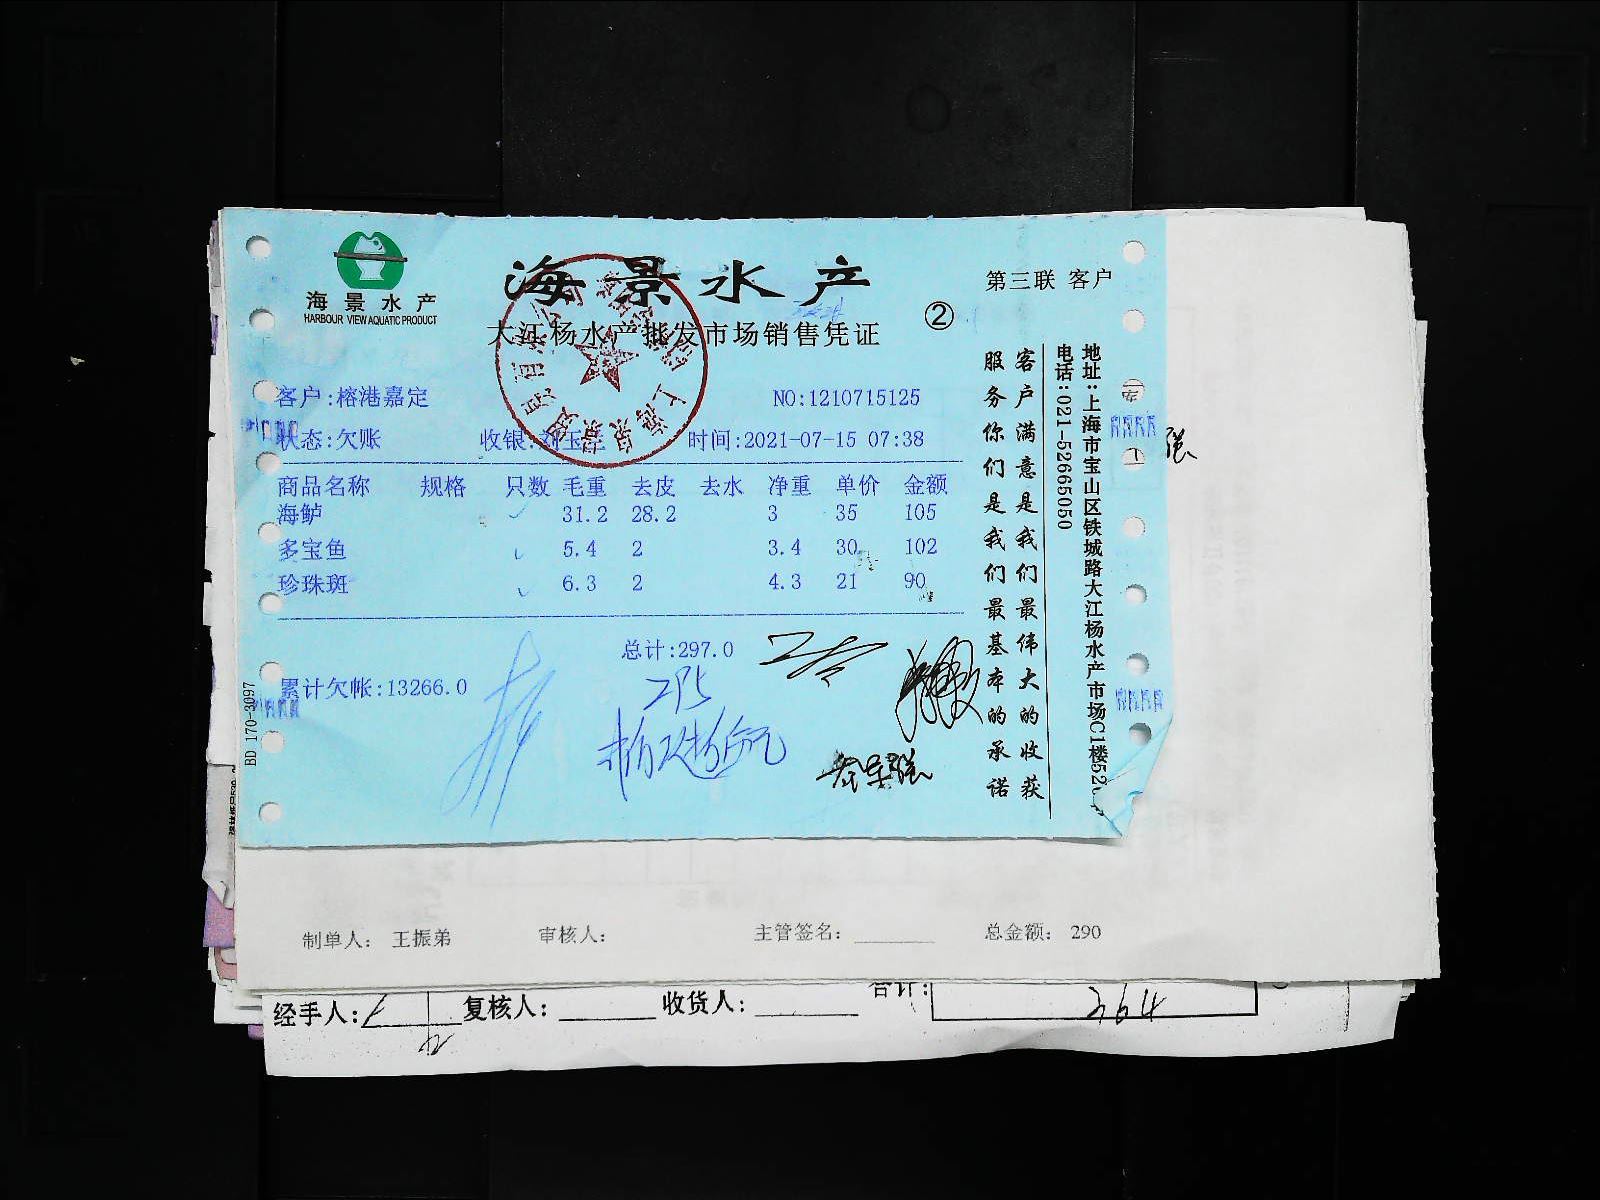 海景水产
HARBOUR VIEW AQUATIC PRODUCT
海景水产
第三联 客户
大江杨水产批发市场销售凭证
②
客户:榕港嘉定
NO:1210715125
状态:欠账
收银:刘玉
时间:2021-07-15 07:38
商品名称 规格 只数 毛重 去皮 去水 净重 单价 金额
海鲈 31.2 28.2 3 35 105
多宝鱼 5.4 2 3.4 30 102
珍珠斑 6.3 2 4.3 21 90
总计:297.0
累计欠帐:13266.0
客户满意是我们最伟大的收获
服务你们是我们最基本的承诺
地址:上海市宝山区铁城路大江杨水产市场C1楼52
电话:021-52665050
BD 170-3097
强
制单人: 王振弟 审核人: 主管签名: 总金额: 290
经手人: 复核人: 收货人: 合计: 264